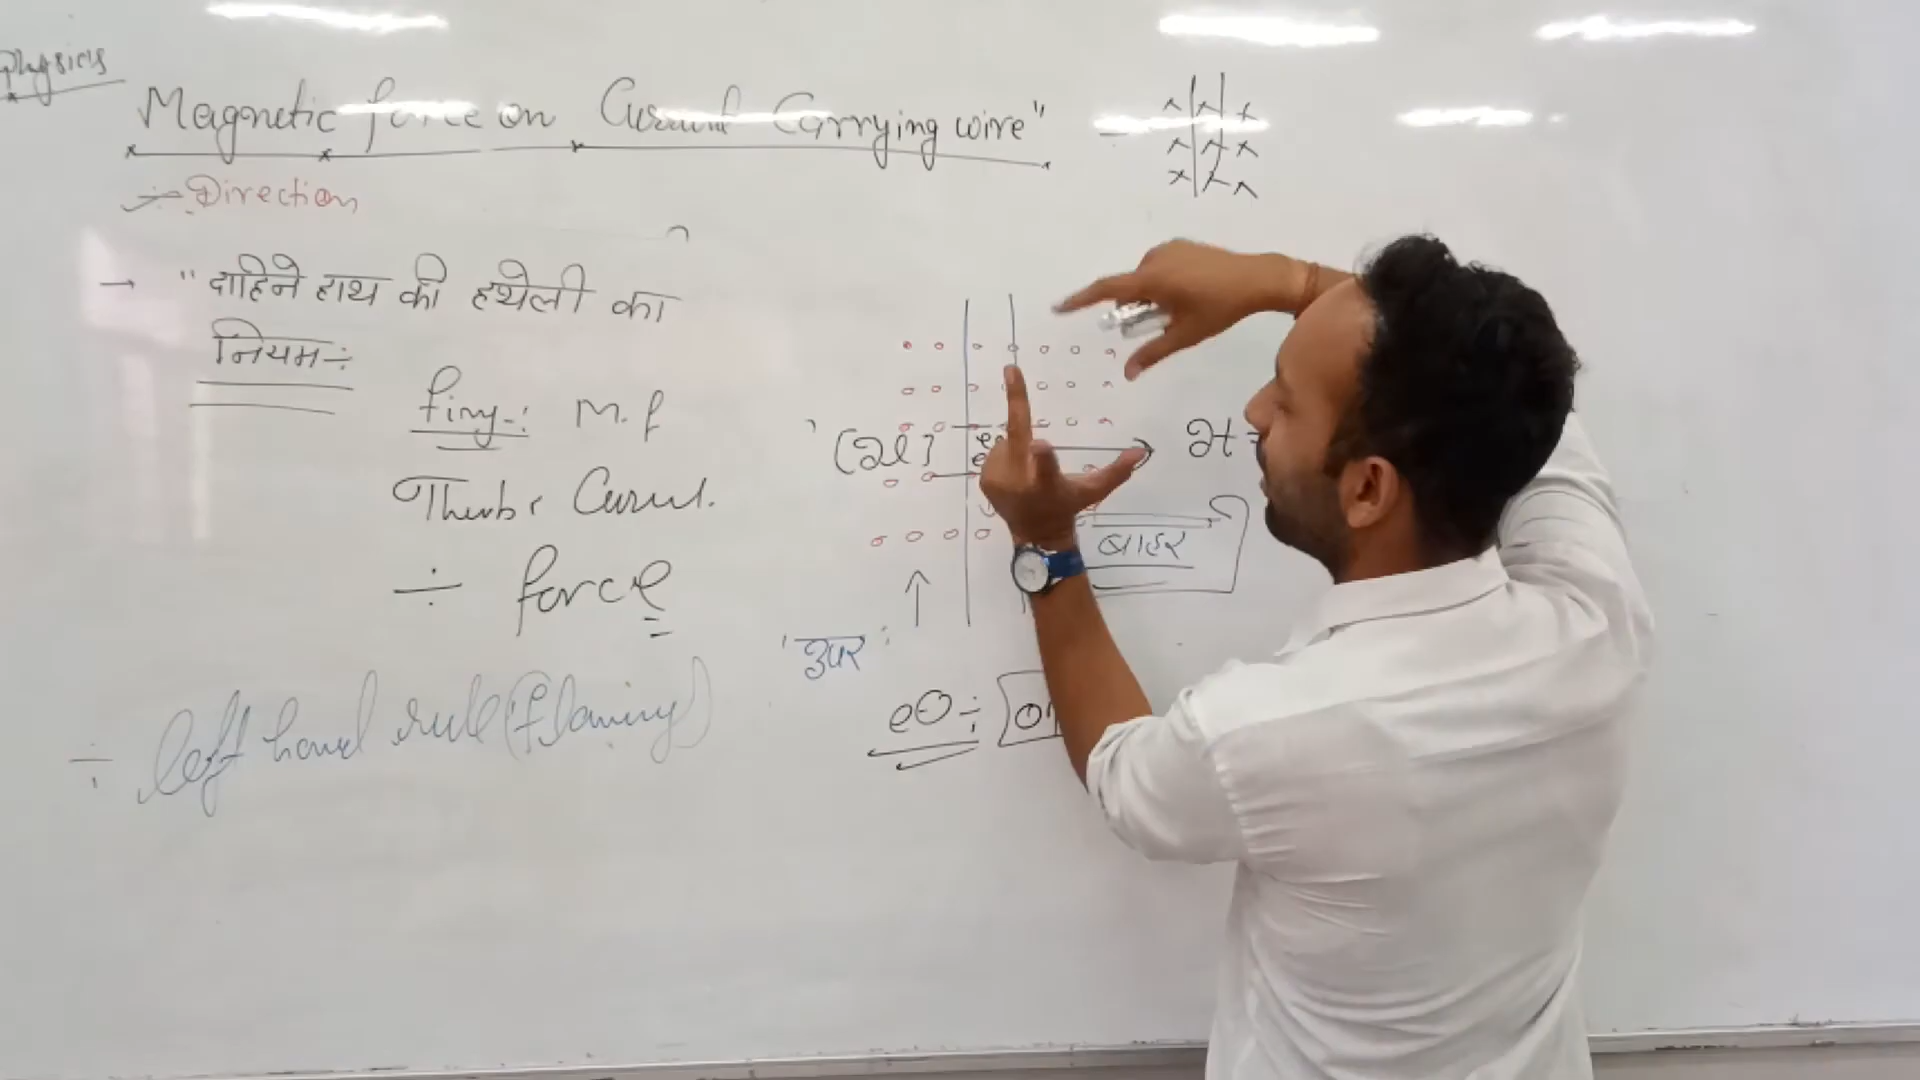 Physics
Magnetic force on Current Carrying wire"
÷ Direction
→ "दाहिने हाथ की हथेली का
नियम ÷
finy-: M.f
Thumb: Current.
÷ force
बाहर
"उपर"
÷ left hand rule (flaming)